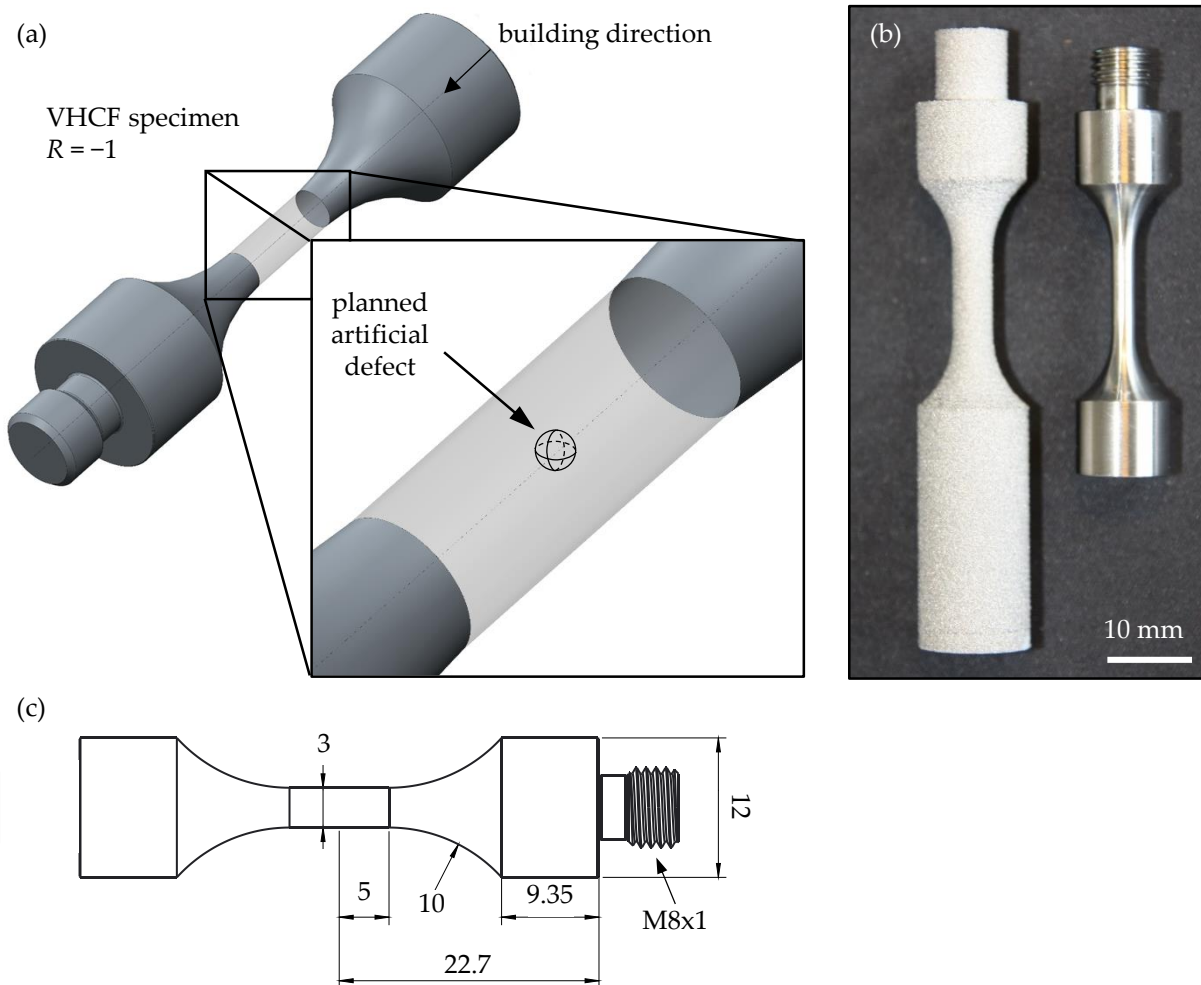 (a)
building direction
VHCF specimen
R = −1
planned
artificial
defect
(b)
10 mm
(c)
3
12
5
10
9.35
M8x1
22.7